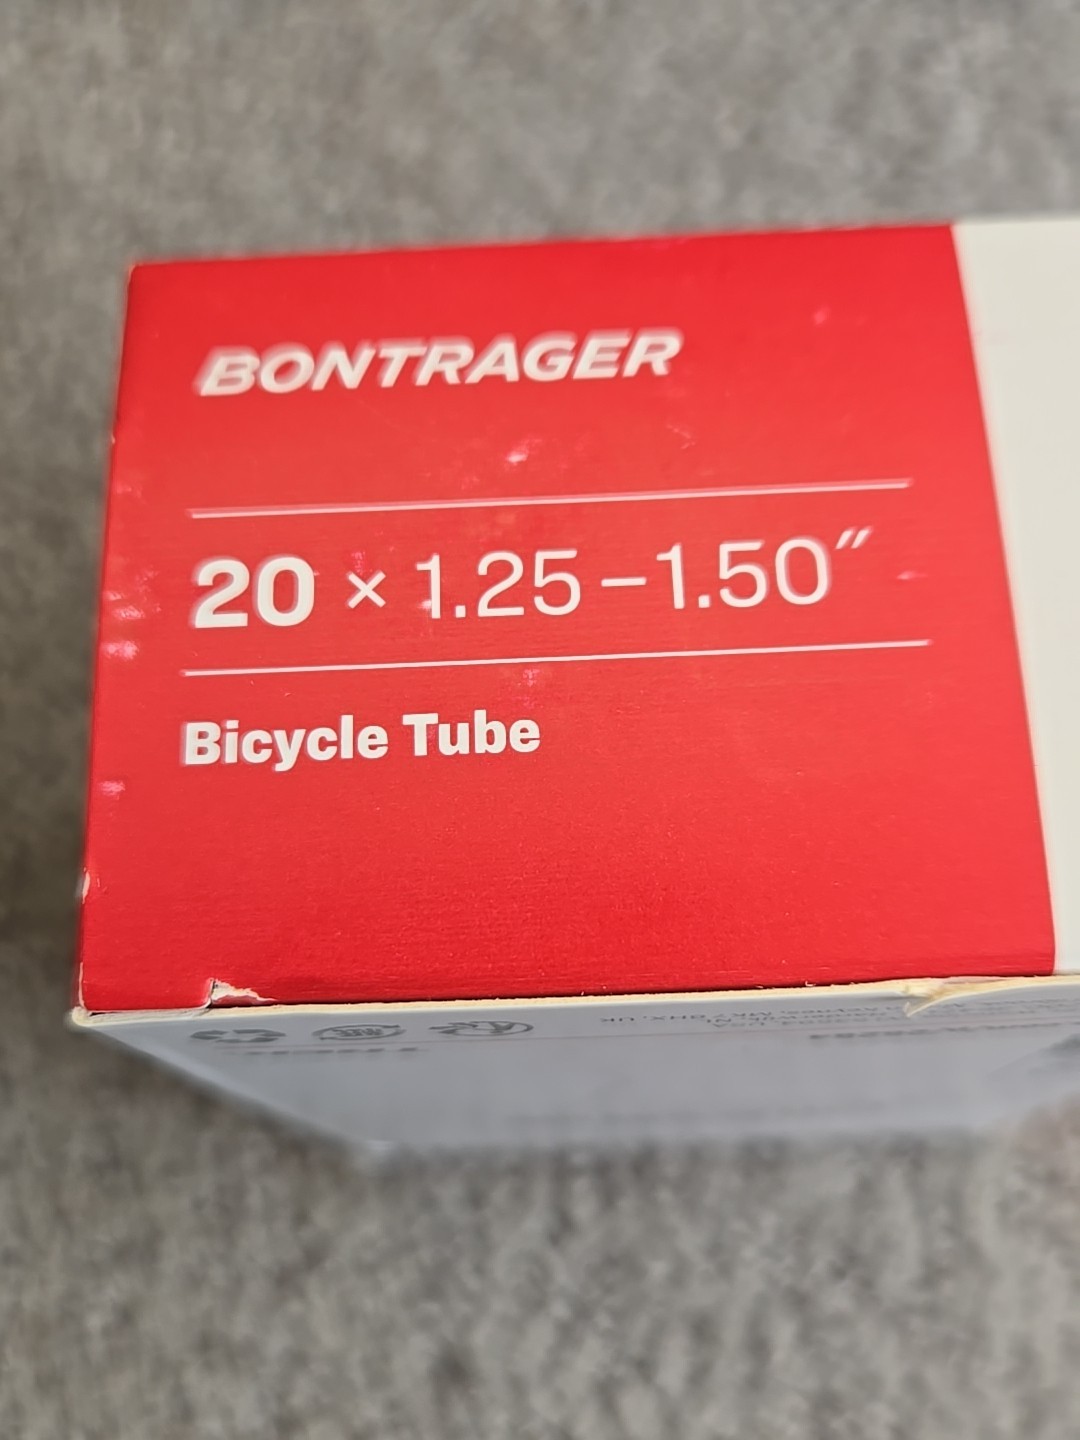 BONTRAGER
20 × 1.25–1.50″
Bicycle Tube